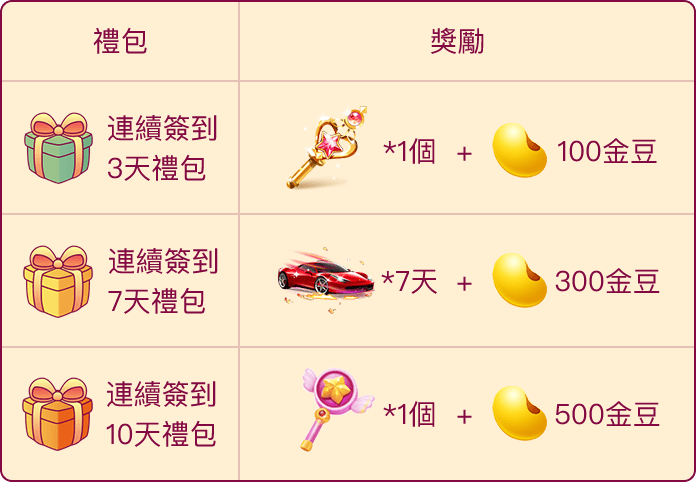 禮包
獎勵
連續簽到
3天禮包
*1個 + 100金豆
連續簽到
7天禮包
*7天 + 300金豆
連續簽到
10天禮包
*1個 + 500金豆